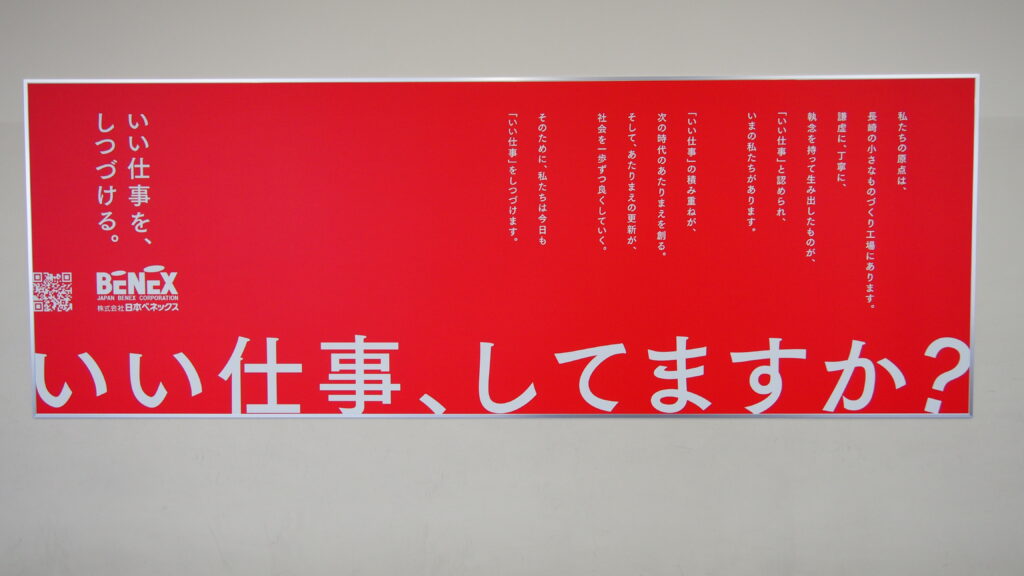 私たちの原点は、
長崎の小さなものづくり工場にあります。
謙虚に、丁寧に、
執念を持って生み出したものが、
「いい仕事」と認められ、
いまの私たちがあります。
「いい仕事」の積み重ねが、
次の時代のあたりまえを創る。
そして、あたりまえの更新が、
社会を一歩ずつ良くしていく。
そのために、私たちは今日も
「いい仕事」をしつづけます。
いい仕事を、
しつづける。
BENEX
JAPAN BENEX CORPORATION
株式会社日本ベネックス
いい仕事、してますか?